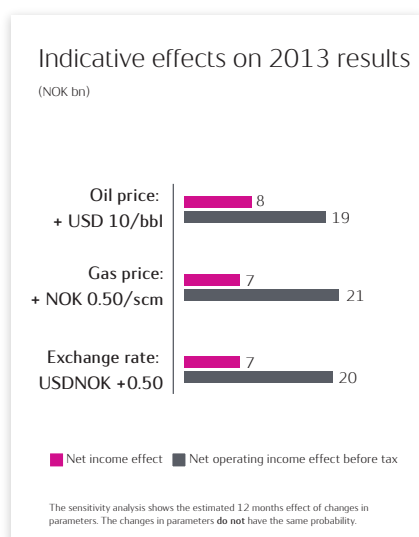 Indicative effects on 2013 results
(NOK bn)
Oil price:
+ USD 10/bbl
8
19
Gas price:
+ NOK 0.50/scm
7
21
Exchange rate:
USDNOK +0.50
7
20
Net income effect Net operating income effect before tax
The sensitivity analysis shows the estimated 12 months effect of changes in
parameters. The changes in parameters do not have the same probability.